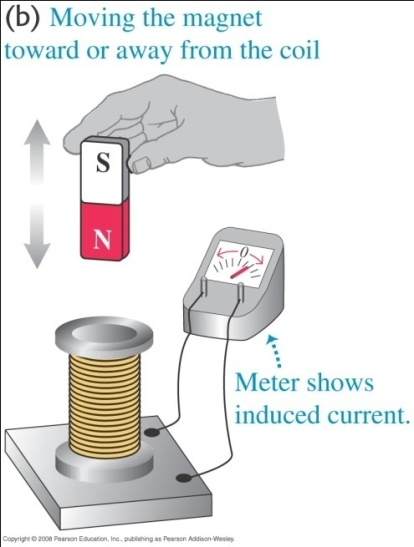 (b) Moving the magnet
toward or away from the coil
S
N
0
Meter shows
induced current.
Copyright © 2008 Pearson Education, Inc., publishing as Pearson Addison-Wesley.